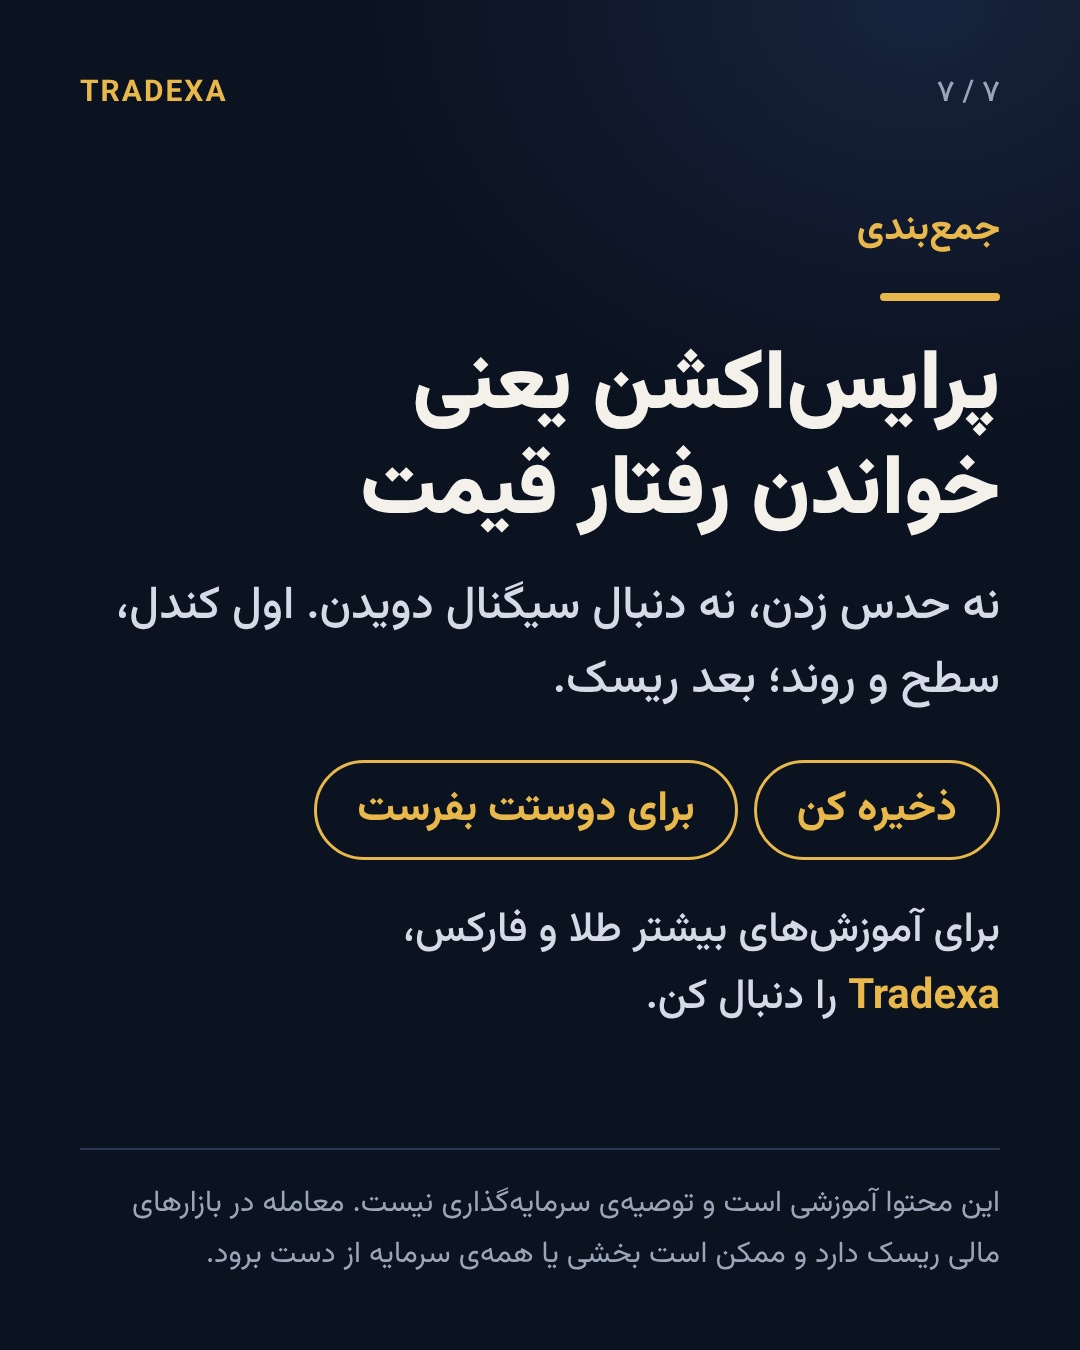 TRADEXA
۷ / ۷
جمع‌بندی
پرایس‌اکشن یعنی
خواندن رفتار قیمت
نه حدس زدن، نه دنبال سیگنال دویدن. اول کندل،
سطح و روند؛ بعد ریسک.
ذخیره کن
برای دوستت بفرست
برای آموزش‌های بیشتر طلا و فارکس،
Tradexa را دنبال کن.
این محتوا آموزشی است و توصیه‌ی سرمایه‌گذاری نیست. معامله در بازارهای
مالی ریسک دارد و ممکن است بخشی یا همه‌ی سرمایه از دست برود.